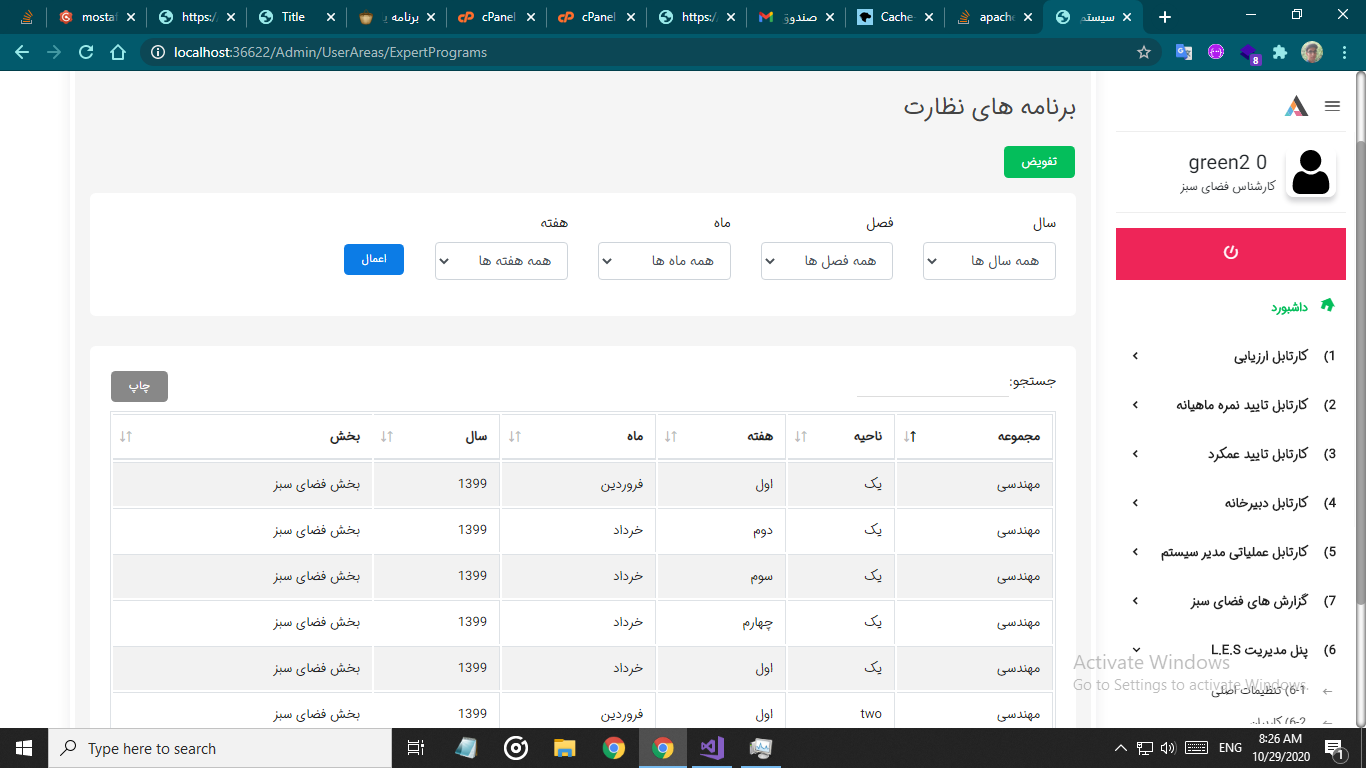 mostaf
https:/
https:/
Title
برنامه ی
cPanel
cPanel
https:/
صندوق
Cache-
apache
سیستم
localhost:36622/Admin/UserAreas/ExpertPrograms
8
green2 0
کارشناس فضای سبز
داشبورد
1) کارتابل ارزیابی
2) کارتابل تایید نمره ماهیانه
3) کارتابل تایید عمکرد
4) کارتابل دبیرخانه
5) کارتابل عملیاتی مدیر سیستم
7) گزارش های فضای سبز
6) پنل مدیریت L.E.S
6-1) تنظیمات اصلی
6-2) کاربران
برنامه های نظارت
تفویض
سال فصل ماه هفته
همه سال ها همه فصل ها همه ماه ها همه هفته ها اعمال
جستجو: چاپ
مجموعه ناحیه هفته ماه سال بخش
مهندسی یک اول فروردین 1399 بخش فضای سبز
مهندسی یک دوم خرداد 1399 بخش فضای سبز
مهندسی یک سوم خرداد 1399 بخش فضای سبز
مهندسی یک چهارم خرداد 1399 بخش فضای سبز
مهندسی یک اول خرداد 1399 بخش فضای سبز
مهندسی two اول فروردین 1399 بخش فضای سبز
Activate Windows
Go to Settings to activate Windows.
Type here to search
ENG
8:26 AM
10/29/2020
1